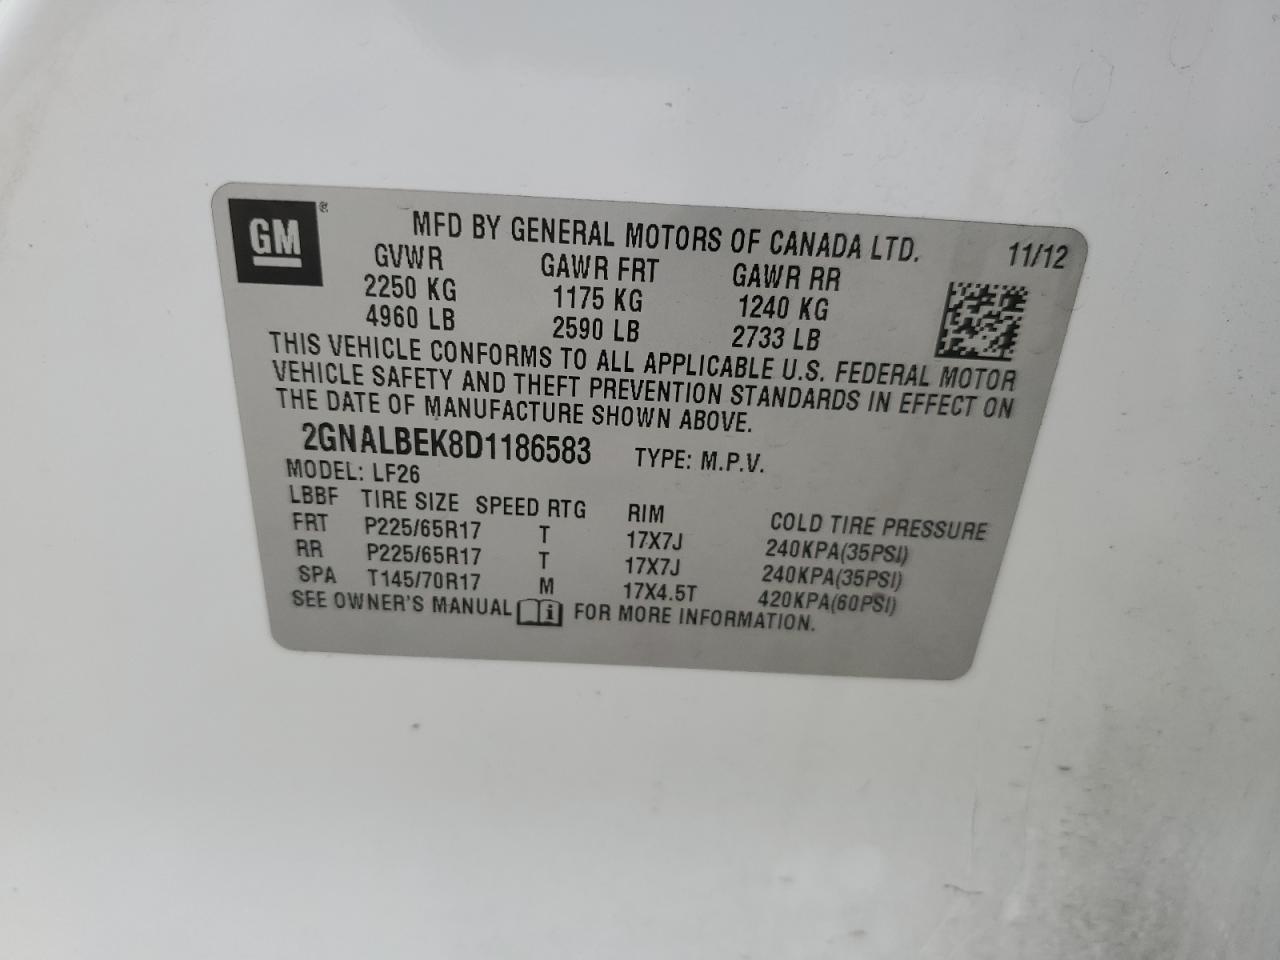 GM ®
MFD BY GENERAL MOTORS OF CANADA LTD. 11/12
GVWR GAWR FRT GAWR RR
2250 KG 1175 KG 1240 KG
4960 LB 2590 LB 2733 LB
THIS VEHICLE CONFORMS TO ALL APPLICABLE U.S. FEDERAL MOTOR
VEHICLE SAFETY AND THEFT PREVENTION STANDARDS IN EFFECT ON
THE DATE OF MANUFACTURE SHOWN ABOVE.
2GNALBEK8D1186583 TYPE: M.P.V.
MODEL: LF26
LBBF TIRE SIZE SPEED RTG RIM COLD TIRE PRESSURE
FRT P225/65R17 T 17X7J 240KPA(35PSI)
RR P225/65R17 T 17X7J 240KPA(35PSI)
SPA T145/70R17 M 17X4.5T 420KPA(60PSI)
SEE OWNER'S MANUAL i FOR MORE INFORMATION.